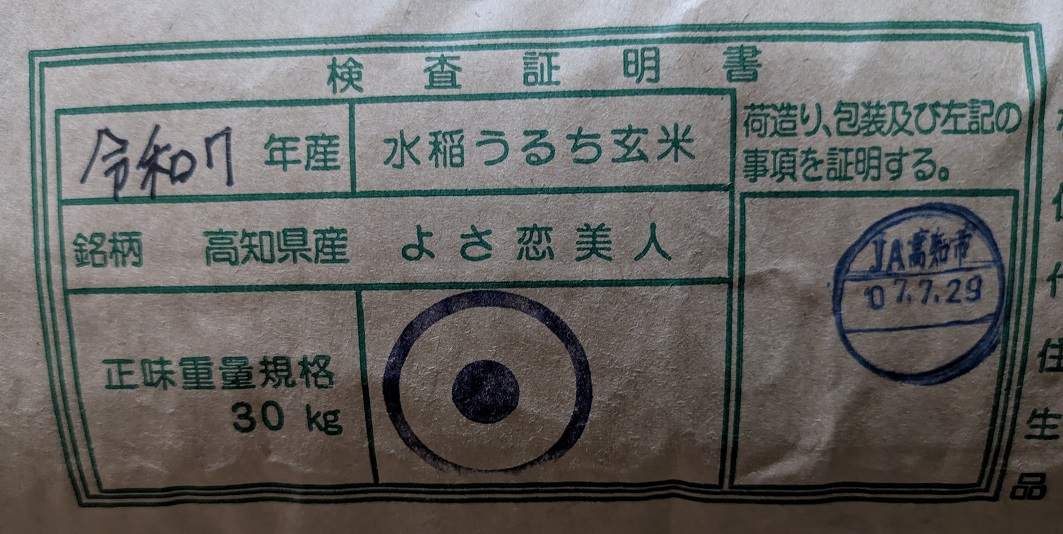 検査証明書
令和7年産
水稲うるち玄米
荷造り、包装及び左記の
事項を証明する。
銘柄 高知県産 よさ恋美人
正味重量規格
30 kg
JA高知市
07.7.29
住
生
品